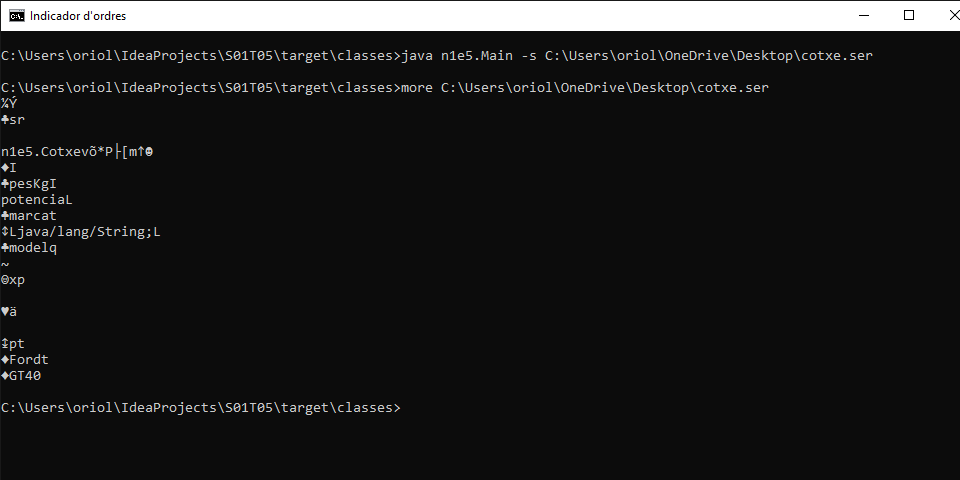 Indicador d'ordres
C:\Users\oriol\IdeaProjects\S01T05\target\classes>java n1e5.Main -s C:\Users\oriol\OneDrive\Desktop\cotxe.ser
C:\Users\oriol\IdeaProjects\S01T05\target\classes>more C:\Users\oriol\OneDrive\Desktop\cotxe.ser
¼Ý
♣sr
n1e5.Cotxevõ*P├[m↑☻
♦I
♣pesKgI
potenciaL
♣marcat
↕Ljava/lang/String;L
♣modelq
~
☺xp
♥ä
↨pt
♦Fordt
♦GT40
C:\Users\oriol\IdeaProjects\S01T05\target\classes>